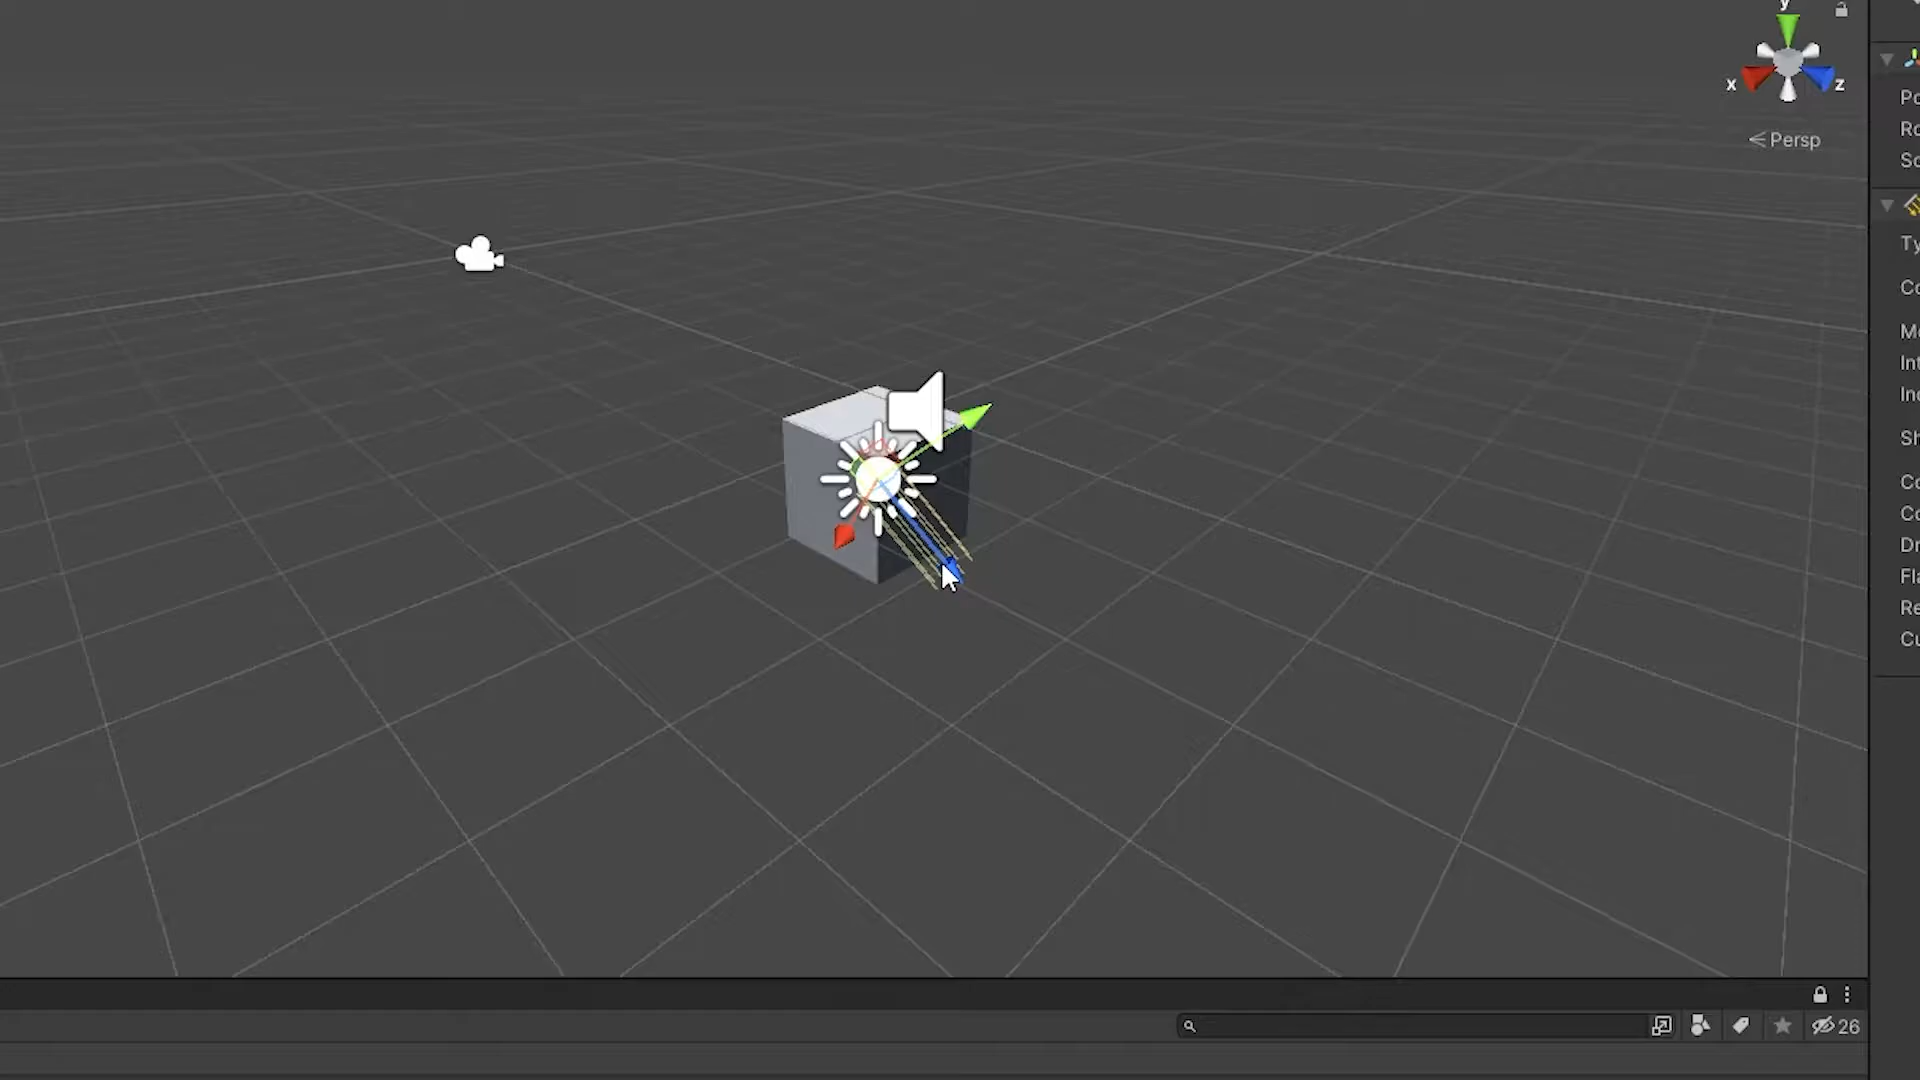 y
x
z
Persp
Po
Ro
Sc
Ty
Co
Mo
Int
Ind
Sh
Co
Co
Dr
Fla
Re
Cu
26